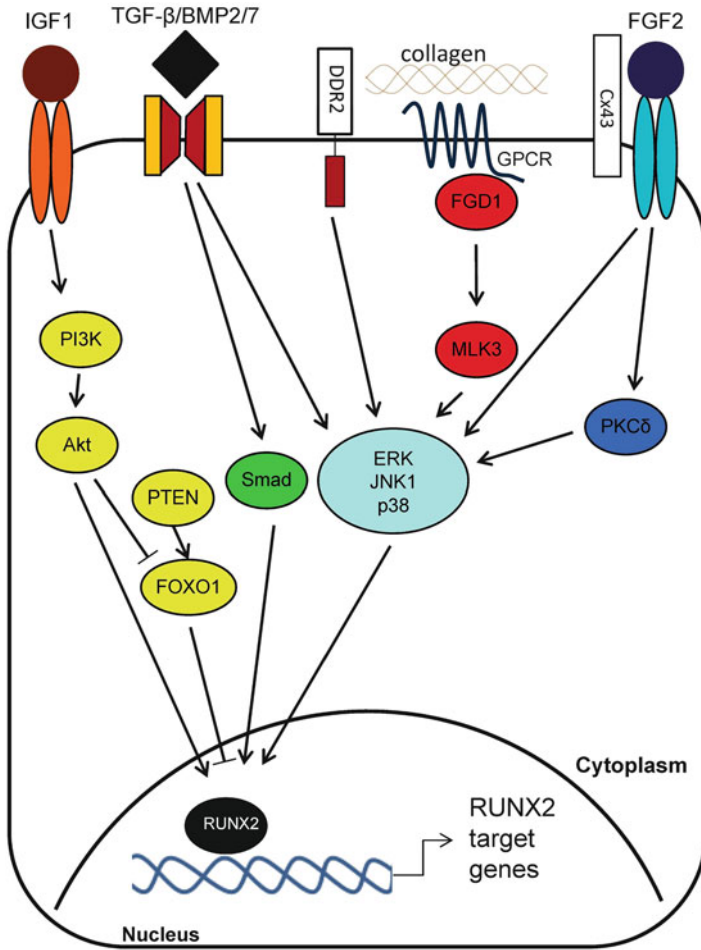 IGF1
TGF-β/BMP2/7
FGF2
collagen
DDR2
Cx43
GPCR
FGD1
PI3K
MLK3
Akt
PKCδ
PTEN
Smad
ERK
JNK1
p38
FOXO1
Cytoplasm
RUNX2
RUNX2
target
genes
Nucleus